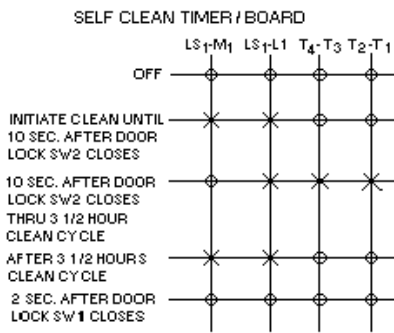 SELF CLEAN TIMER / BOARD
LS1-M1 LS1-L1 T4-T3 T2-T1
OFF
INITIATE CLEAN UNTIL
10 SEC. AFTER DOOR
LOCK SW2 CLOSES
10 SEC. AFTER DOOR
LOCK SW2 CLOSES
THRU 3 1/2 HOUR
CLEAN CYCLE
AFTER 3 1/2 HOURS
CLEAN CYCLE
2 SEC. AFTER DOOR
LOCK SW1 CLOSES